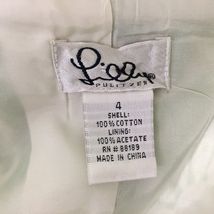 Lilly®
PULITZER
4
SHELL:
100% COTTON
LINING:
100% ACETATE
RN # 88189
MADE IN CHINA